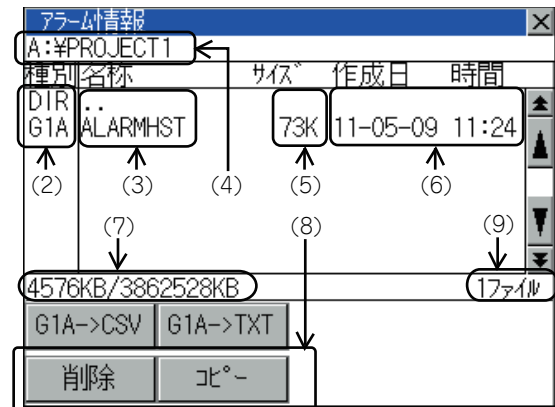 アラーム情報
A:¥PROJECT1
種別 名称 サイズ 作成日 時間
DIR ..
G1A ALARMHST 73K 11-05-09 11:24
(2) (3) (4) (5) (6)
(7) (8) (9)
4576KB/3862528KB 1ファイル
G1A->CSV G1A->TXT
削除 コピー